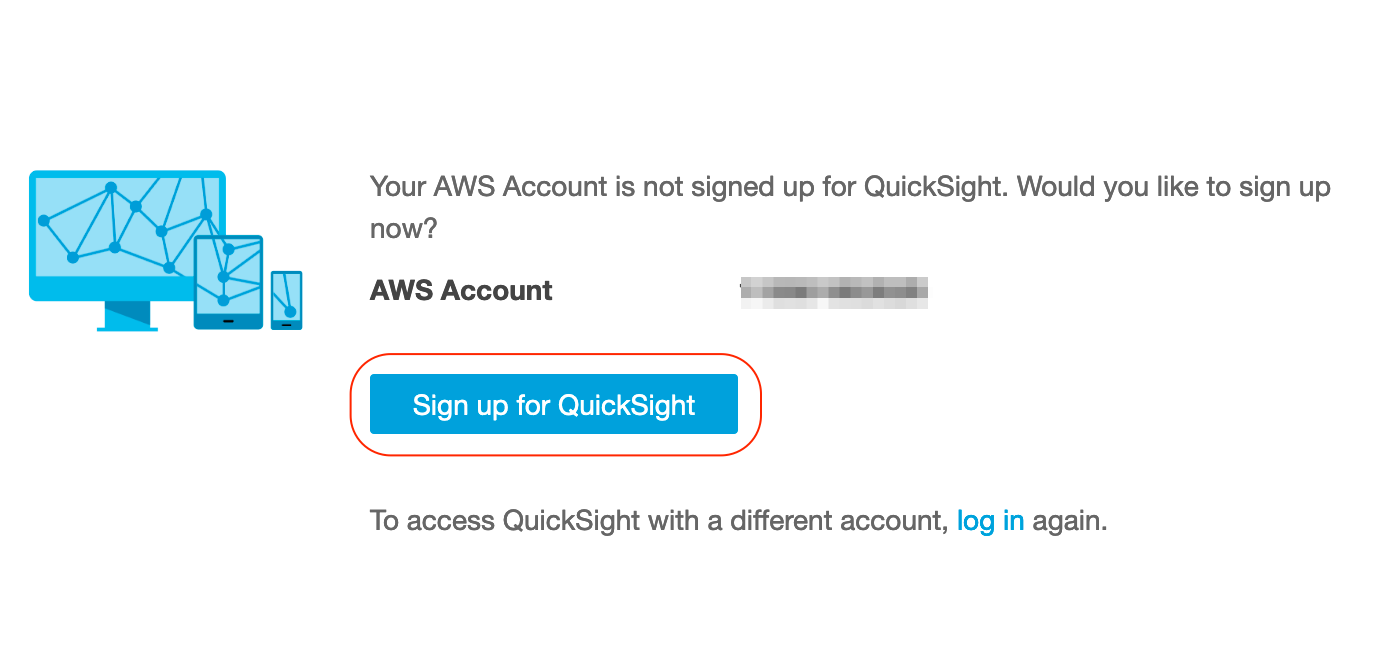 Your AWS Account is not signed up for QuickSight. Would you like to sign up
now?
AWS Account
Sign up for QuickSight
To access QuickSight with a different account, log in again.